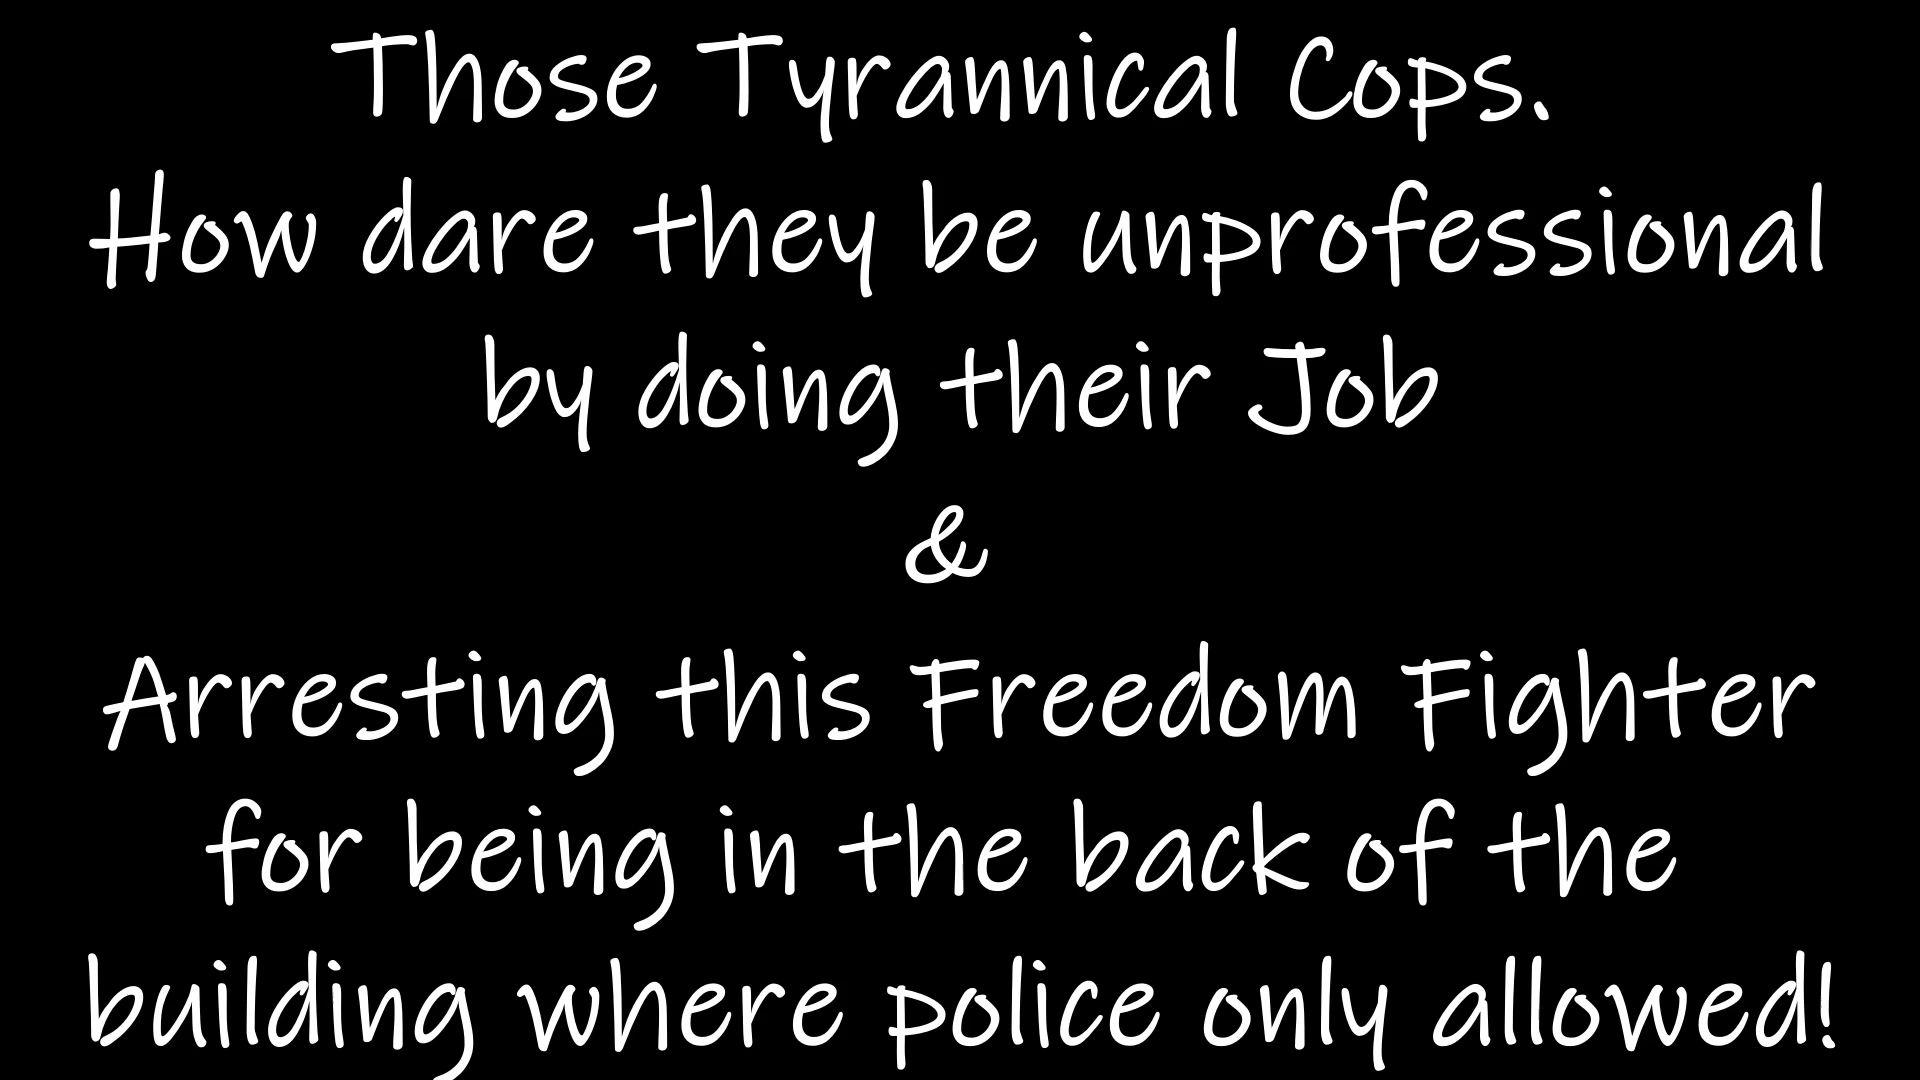 Those Tyrannical Cops.
How dare they be unprofessional
by doing their Job
&
Arresting this Freedom Fighter
for being in the back of the
building where police only allowed!